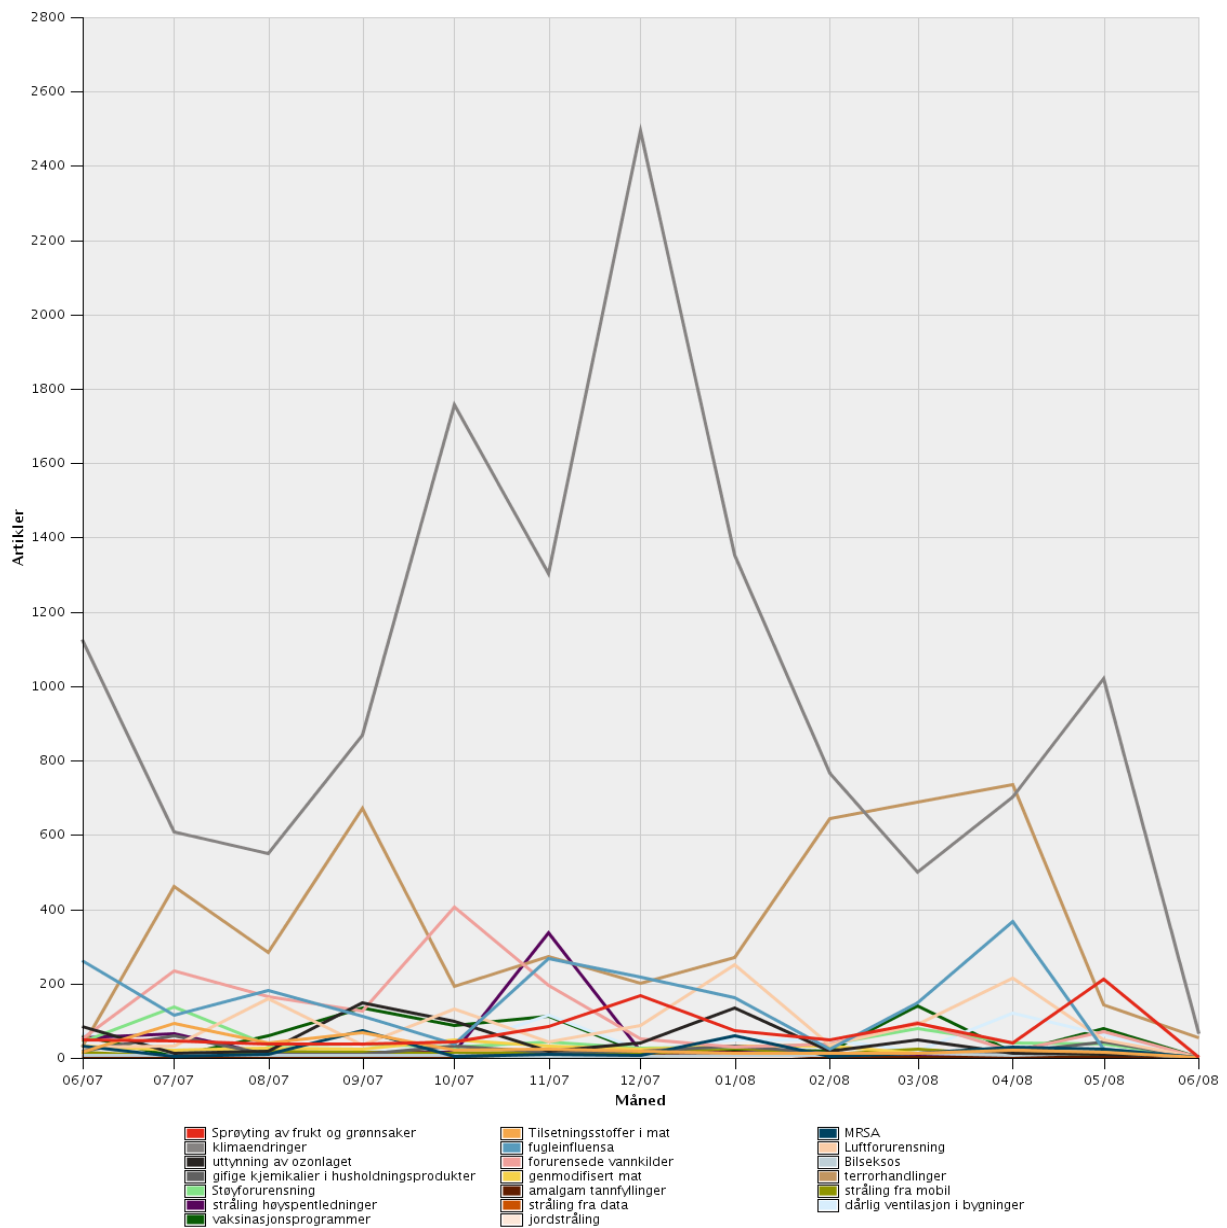 2800
2600
2400
2200
2000
1800
1600
1400
1200
1000
800
600
400
200
0
Artikler
06/07 07/07 08/07 09/07 10/07 11/07 12/07 01/08 02/08 03/08 04/08 05/08 06/08
Måned
Sprøyting av frukt og grønnsaker
klimaendringer
uttynning av ozonlaget
gifige kjemikalier i husholdningsprodukter
Støyforurensning
stråling høyspentledninger
vaksinasjonsprogrammer
Tilsetningsstoffer i mat
fugleinfluensa
forurensede vannkilder
genmodifisert mat
amalgam tannfyllinger
stråling fra data
jordstråling
MRSA
Luftforurensning
Bilseksos
terrorhandlinger
stråling fra mobil
dårlig ventilasjon i bygninger